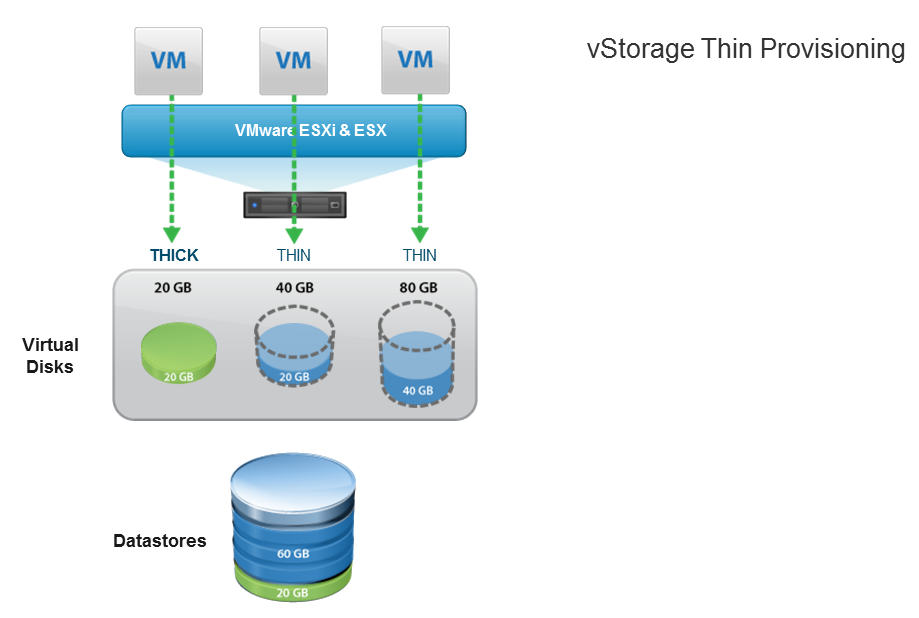 vStorage Thin Provisioning
VM
VM
VM
VMware ESXi & ESX
THICK
THIN
THIN
20 GB
40 GB
80 GB
Virtual
Disks
20 GB
20 GB
40 GB
Datastores
60 GB
20 GB